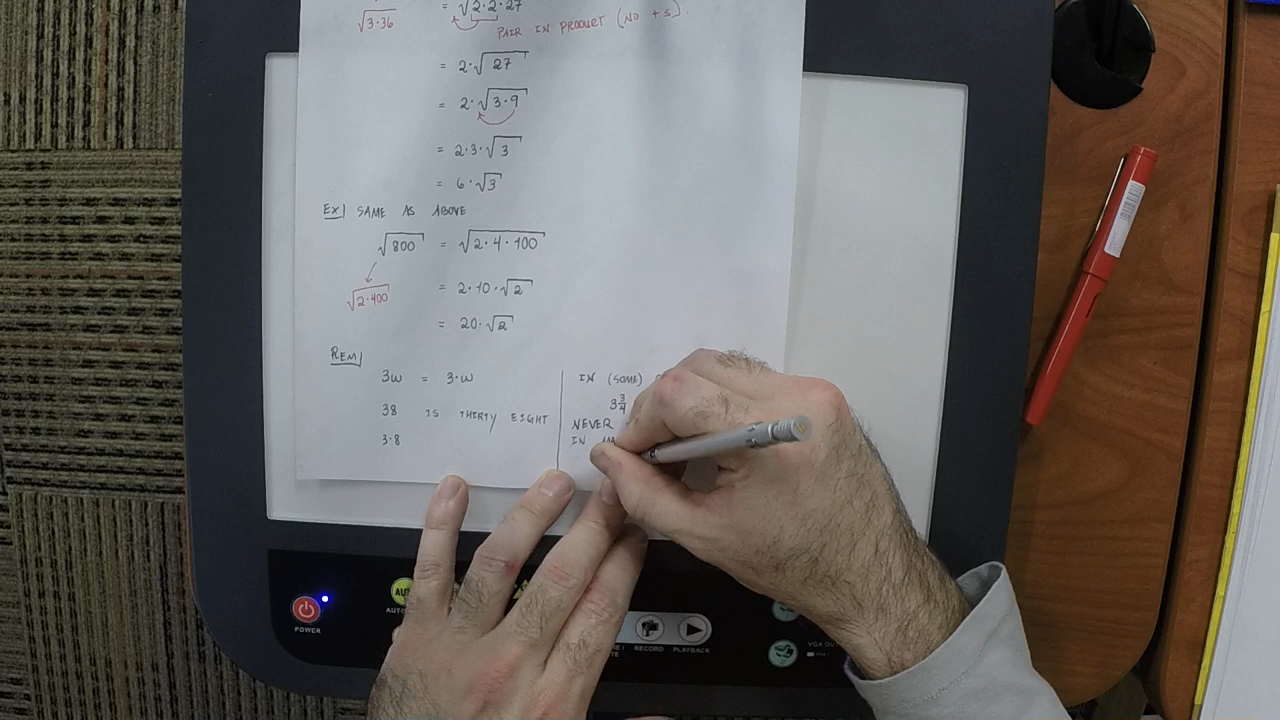 √3·36 = √2·2·27
PAIR IN PRODUCT (NO +s).
= 2·√27
= 2·√3·9
= 2·3·√3
= 6·√3
Ex| SAME AS ABOVE
√800 = √2·4·100
√2·400 = 2·10·√2
= 20·√2
REM|
3w = 3·w
38 IS THIRTY EIGHT
3·8
IN (SOME)
3 3/4
NEVER
IN
POWER
RECORD
PLAYBACK